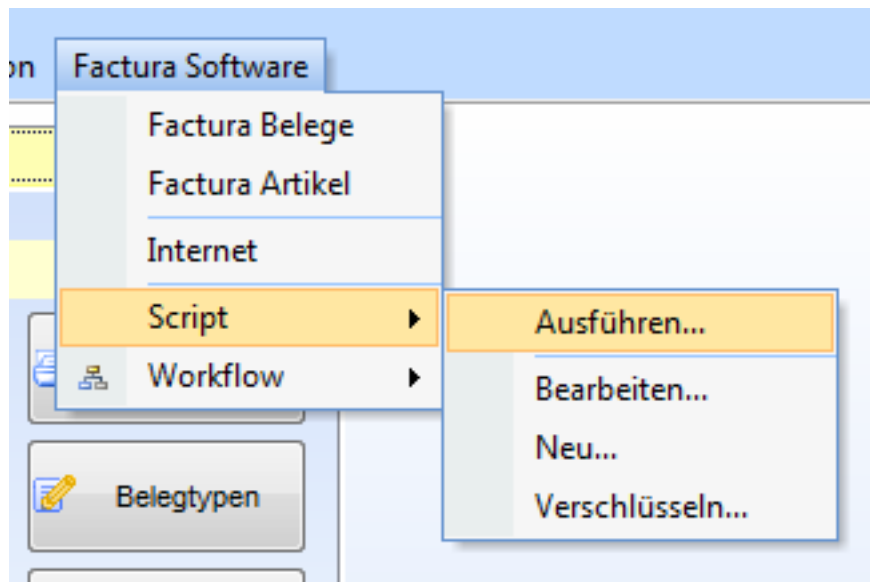 on Factura Software
Factura Belege
Factura Artikel
Internet
Script
Ausführen...
Workflow
Bearbeiten...
Neu...
Belegtypen
Verschlüsseln...